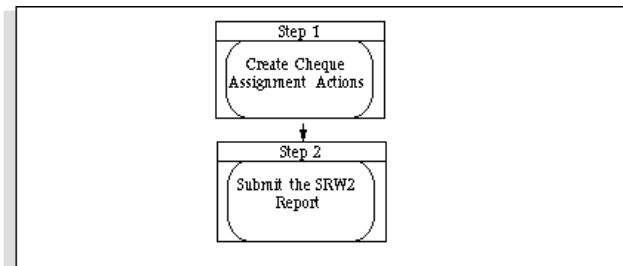 Step 1
Create Cheque
Assignment Actions
Step 2
Submit the SRW2
Report